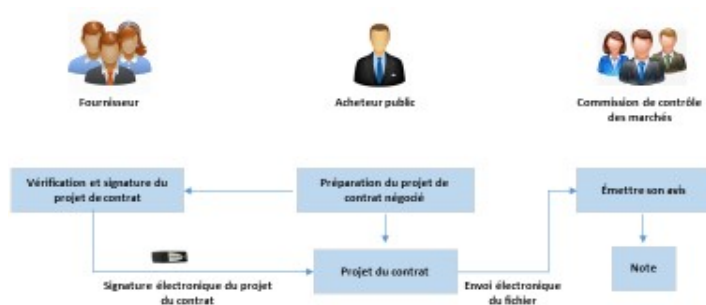 Fournisseur
Acheteur public
Commission de contrôle
des marchés
Vérification et signature du
projet de contrat
Préparation du projet de
contrat négocié
Émettre son avis
Signature électronique du projet
du contrat
Projet du contrat
Envoi électronique
du fichier
Note